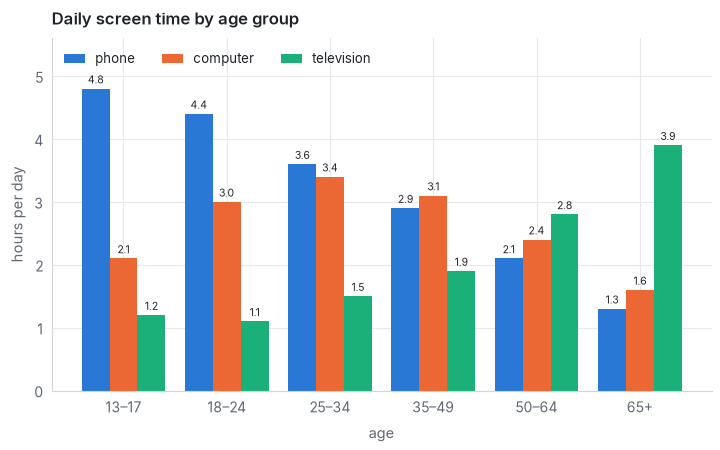 Daily screen time by age group
phone computer television
hours per day
5
4
3
2
1
0
4.8 2.1 1.2
4.4 3.0 1.1
3.6 3.4 1.5
2.9 3.1 1.9
2.1 2.4 2.8
1.3 1.6 3.9
13–17 18–24 25–34 35–49 50–64 65+
age